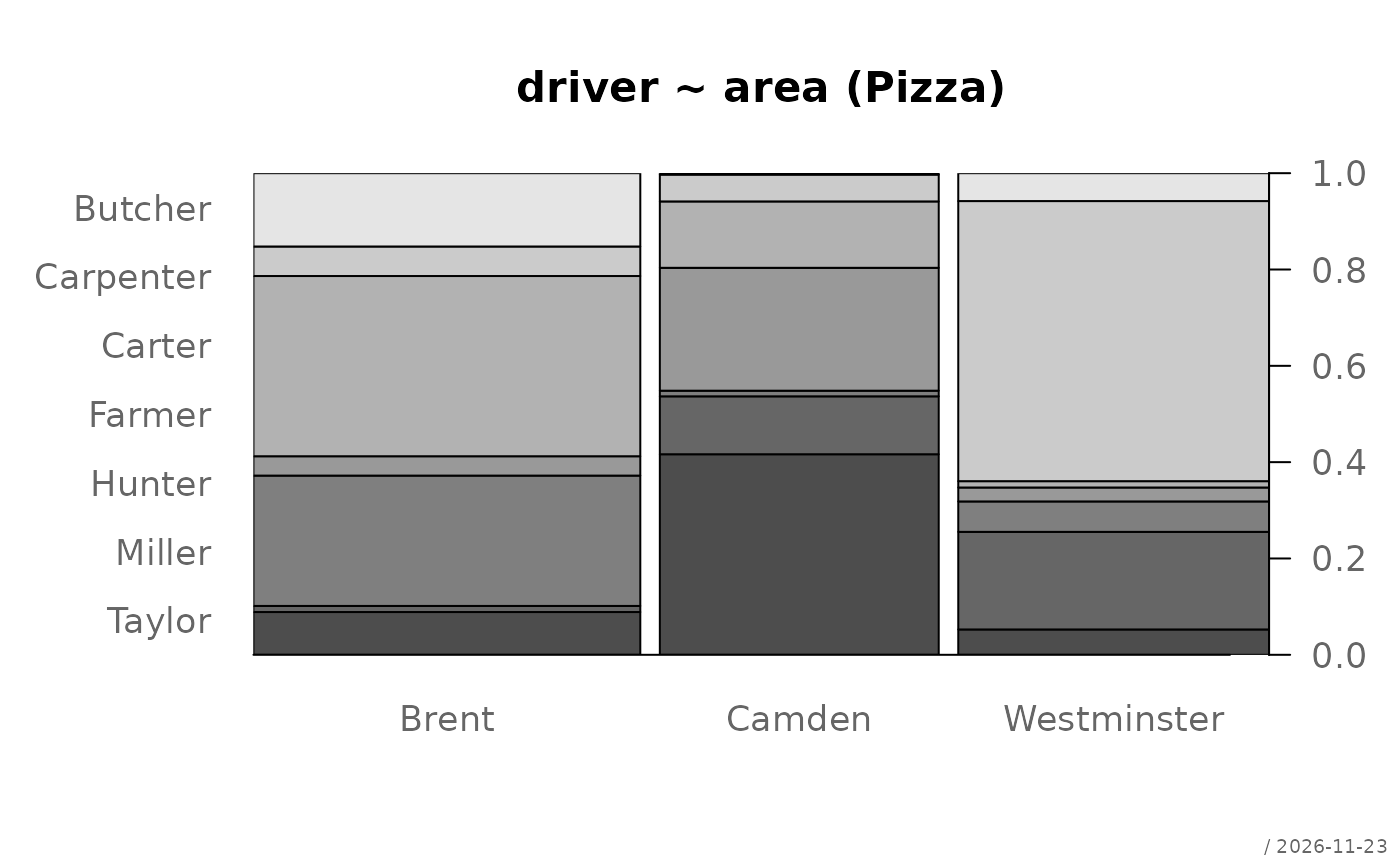 driver ~ area (Pizza)
Butcher
Carpenter
Carter
Farmer
Hunter
Miller
Taylor
1.0
0.8
0.6
0.4
0.2
0.0
Brent Camden Westminster
/ 2026-11-23